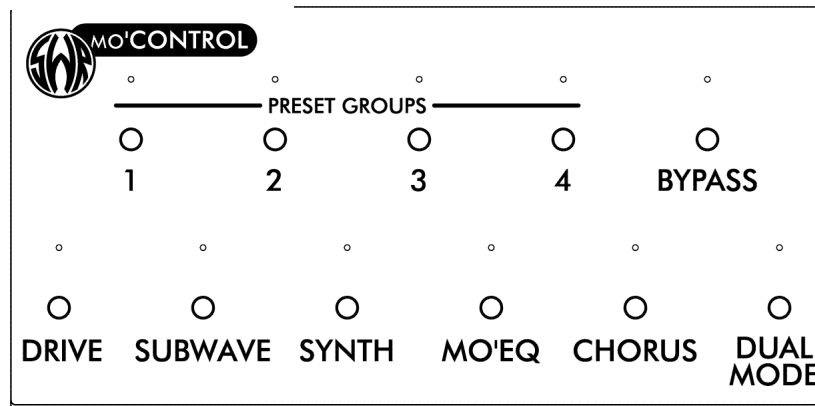 SWR MO'CONTROL
PRESET GROUPS
1 2 3 4 BYPASS
DRIVE SUBWAVE SYNTH MO'EQ CHORUS DUAL
MODE